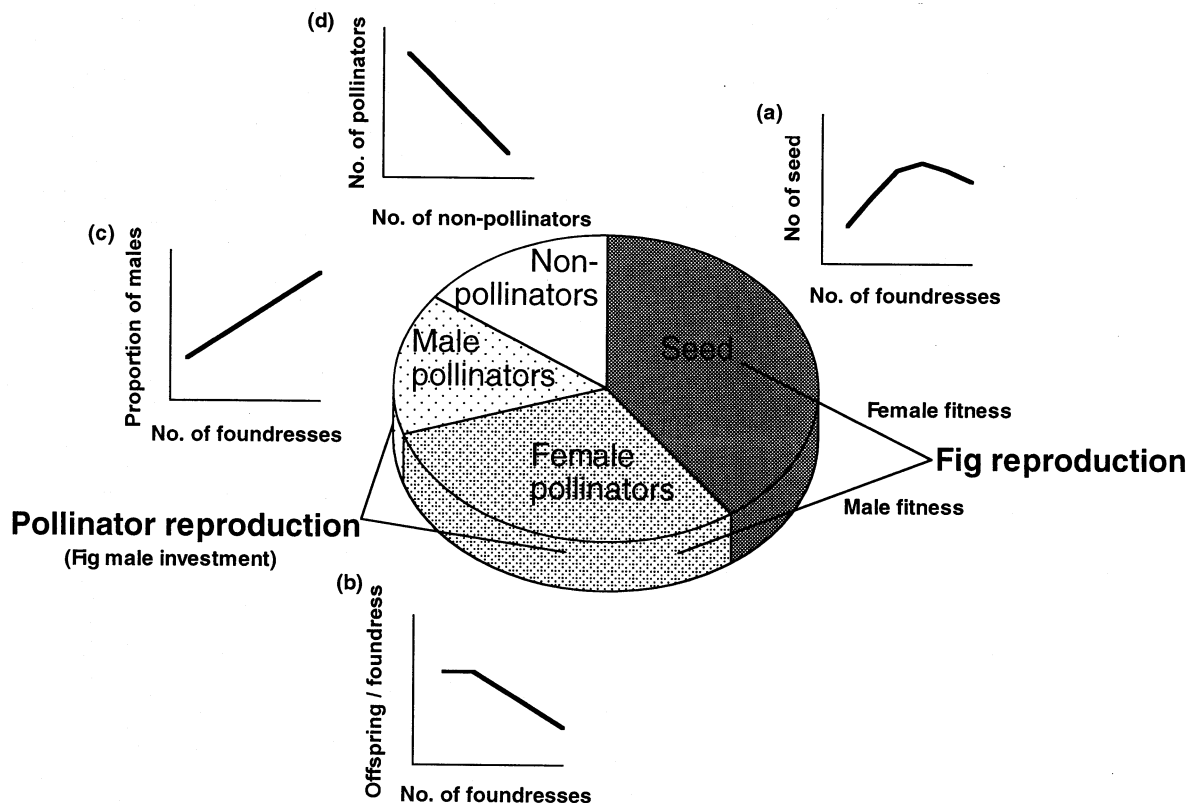 (d)
No. of pollinators
No. of non-pollinators
(a)
No of seed
No. of foundresses
(c)
Proportion of males
No. of foundresses
Non-
pollinators
Male
pollinators
Seed
Female
pollinators
Female fitness
Fig reproduction
Male fitness
Pollinator reproduction
(Fig male investment)
(b)
Offspring / foundress
No. of foundresses